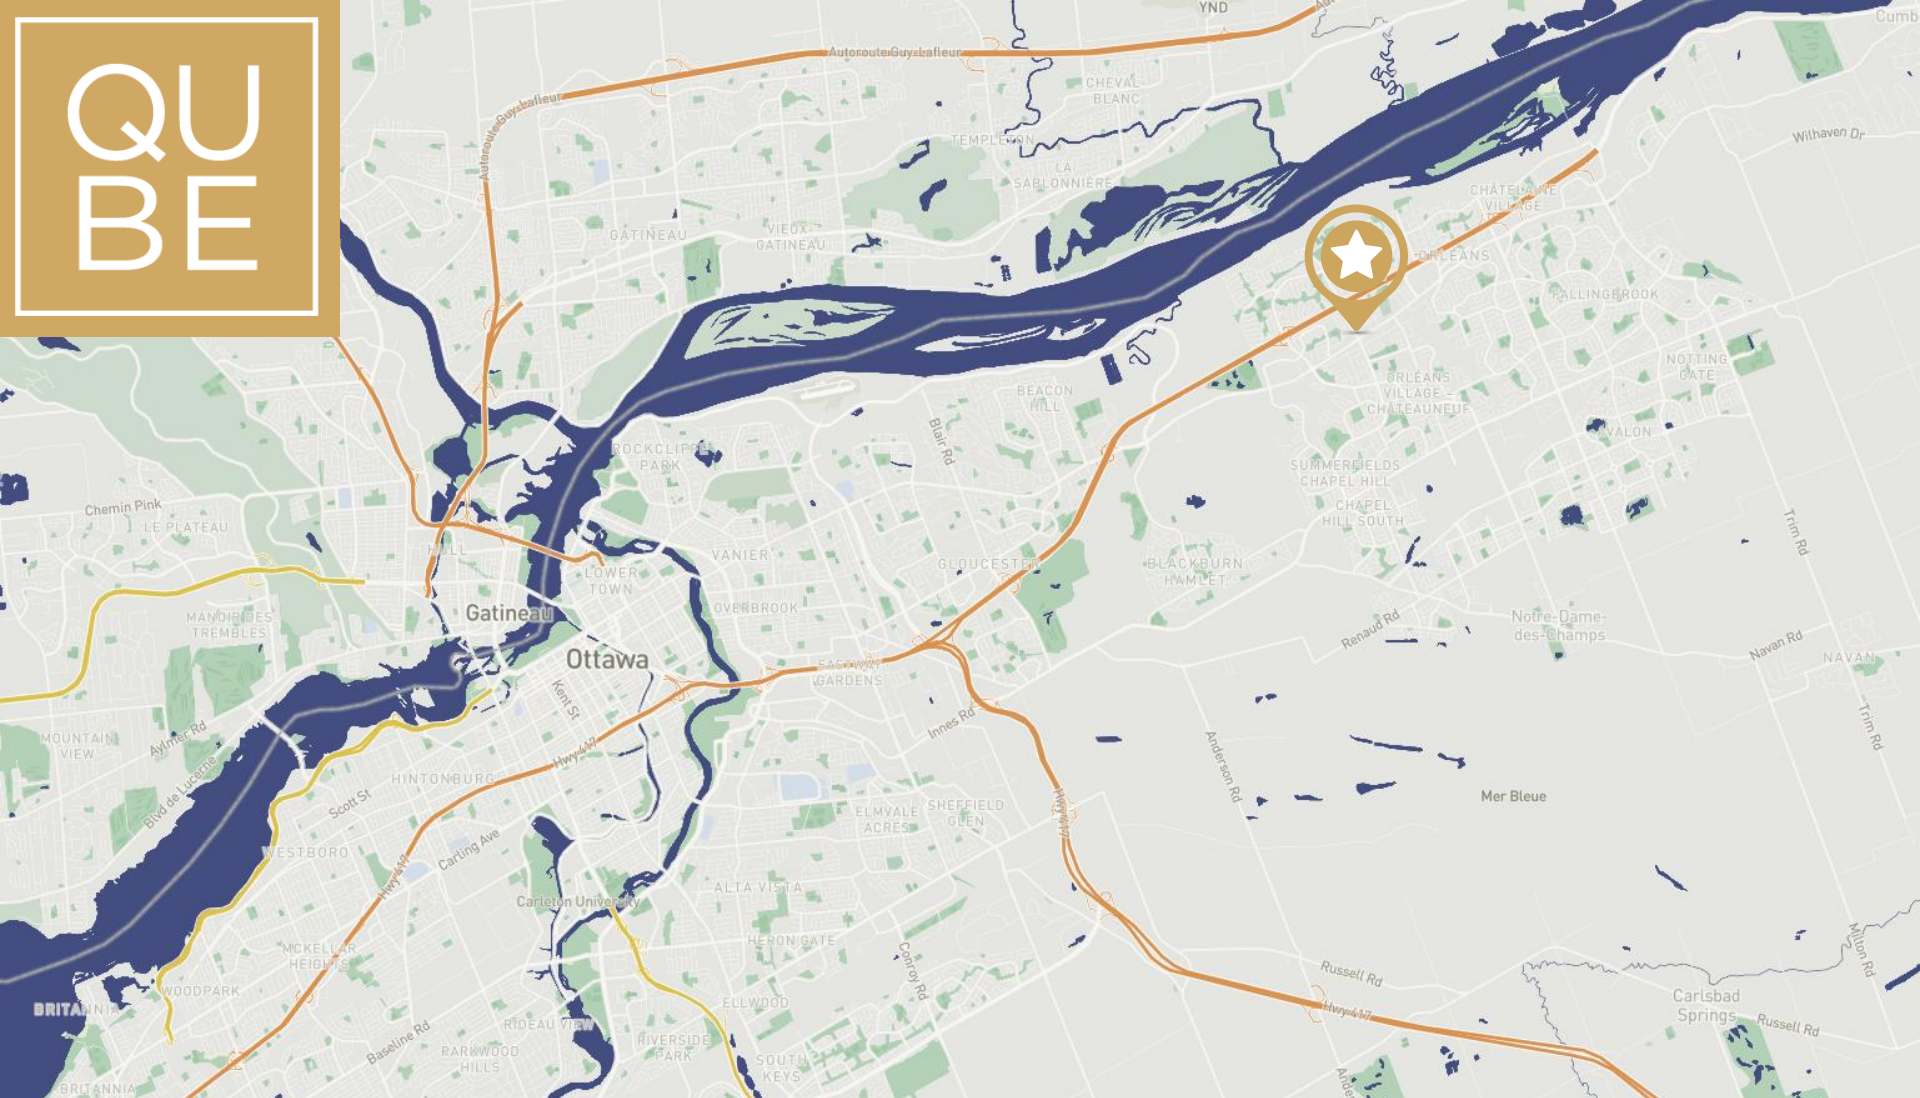 QU
BE
YND
Cumb
Autoroute Guy-Lafleur
CHEVAL-
BLANC
Autoroute Guy-Lafleur
TEMPLETON
Wilhaven Dr
LA
SABLONNIÈRE
CHÂTELAINE
VILLAGE
GATINEAU
VIEUX-
GATINEAU
ORLÉANS
FALLINGBROOK
NOTTING
GATE
BEACON
HILL
ORLÉANS
VILLAGE -
CHÂTEAUNEUF
Blair Rd
AVALON
ROCKCLIFFE
PARK
SUMMERFIELDS
CHAPEL HILL
Chemin Pink
LE PLATEAU
CHAPEL
HILL SOUTH
Trim Rd
HULL
VANIER
GLOUCESTER
BLACKBURN
HAMLET
LOWER
TOWN
OVERBROOK
Gatineau
MANOIR DES
TREMBLES
Renaud Rd
Notre-Dame-
des-Champs
Navan Rd
NAVAN
Ottawa
EASTWAY
GARDENS
Kent St
Innes Rd
Trim Rd
MOUNTAIN
VIEW
Aylmer Rd
Hwy 417
Anderson Rd
Blvd de Lucerne
HINTONBURG
Scott St
Mer Bleue
ELMVALE
ACRES
SHEFFIELD
GLEN
Hwy 417
Carling Ave
WESTBORO
Hwy 417
ALTA VISTA
Carleton University
MCKELLAR
HEIGHTS
HERON GATE
Conroy Rd
Milton Rd
Russell Rd
WOODPARK
ELLWOOD
Carlsbad
Springs
BRITANNIA
Hwy 417
Russell Rd
RIDEAU VIEW
Baseline Rd
RIVERSIDE
PARK
PARKWOOD
HILLS
SOUTH
KEYS
BRITANNIA
Ande